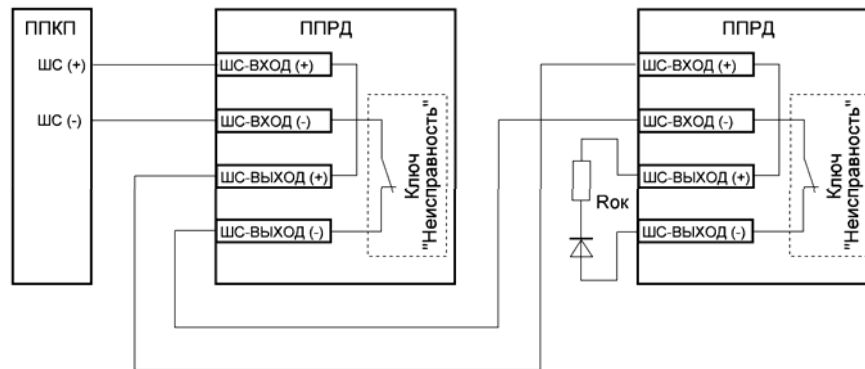 ППКП
ШС (+)
ШС (-)
ППРД
ШС-ВХОД (+)
ШС-ВХОД (-)
ШС-ВЫХОД (+)
ШС-ВЫХОД (-)
Ключ
"Неисправность"
Rок
ППРД
ШС-ВХОД (+)
ШС-ВХОД (-)
ШС-ВЫХОД (+)
ШС-ВЫХОД (-)
Ключ
"Неисправность"